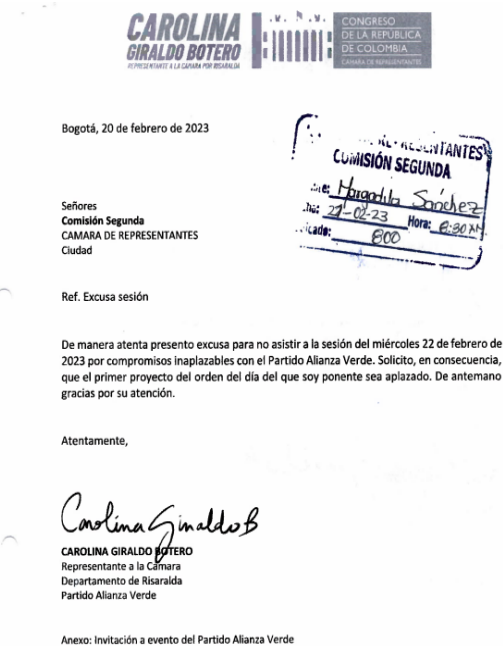 CAROLINA
GIRALDO BOTERO
REPRESENTANTE A LA CÁMARA POR RISARALDA
CONGRESO
DE LA REPÚBLICA
DE COLOMBIA
CÁMARA DE REPRESENTANTES
Bogotá, 20 de febrero de 2023
REPRESENTANTES
COMISIÓN SEGUNDA
Margarita Sánchez
21-02-23 Hora: 8:30 AM
800
Señores
Comisión Segunda
CAMARA DE REPRESENTANTES
Ciudad
Ref. Excusa sesión
De manera atenta presento excusa para no asistir a la sesión del miércoles 22 de febrero de
2023 por compromisos inaplazables con el Partido Alianza Verde. Solicito, en consecuencia,
que el primer proyecto del orden del día del que soy ponente sea aplazado. De antemano
gracias por su atención.
Atentamente,
Carolina Giraldo B
CAROLINA GIRALDO BOTERO
Representante a la Cámara
Departamento de Risaralda
Partido Alianza Verde
Anexo: Invitación a evento del Partido Alianza Verde